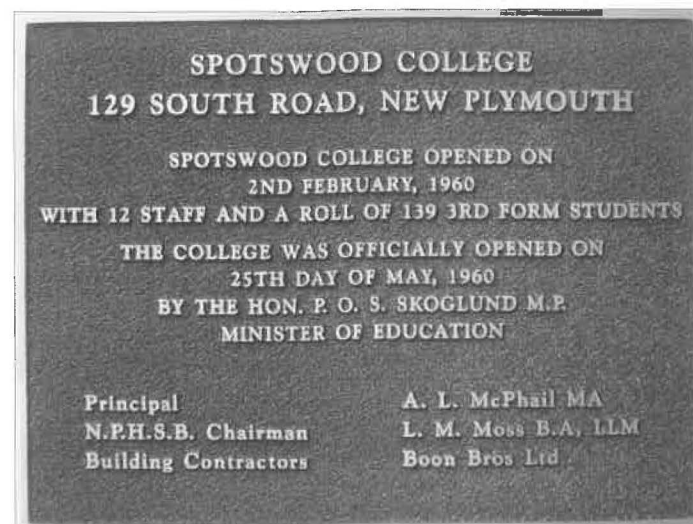 SPOTSWOOD COLLEGE
129 SOUTH ROAD, NEW PLYMOUTH
SPOTSWOOD COLLEGE OPENED ON
2ND FEBRUARY, 1960
WITH 12 STAFF AND A ROLL OF 139 3RD FORM STUDENTS
THE COLLEGE WAS OFFICIALLY OPENED ON
25TH DAY OF MAY, 1960
BY THE HON. P. O. S. SKOGLUND M.P.
MINISTER OF EDUCATION
Principal A. L. McPhail MA
N.P.H.S.B. Chairman L. M. Moss B.A, LLM
Building Contractors Boon Bros Ltd